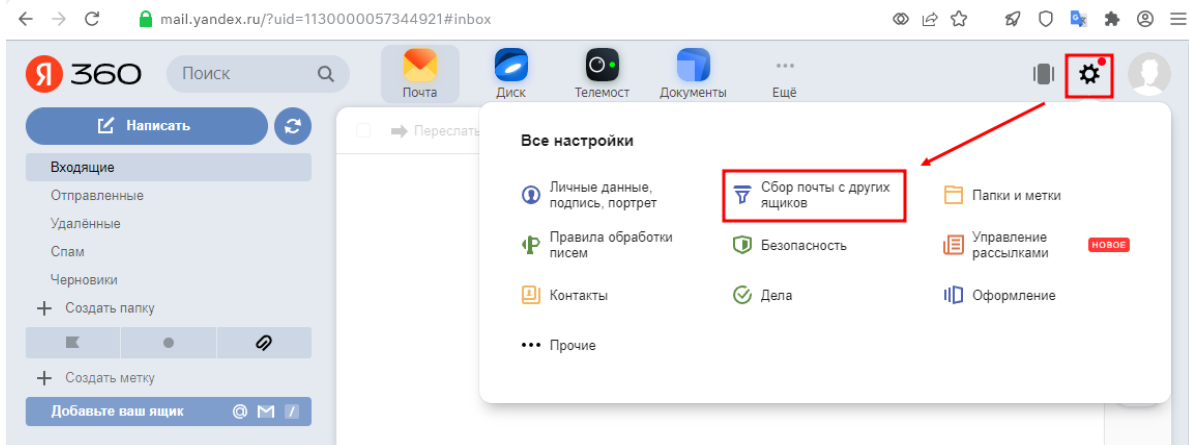 mail.yandex.ru/?uid=1130000057344921#inbox
Я 360
Поиск
Почта
Диск
Телемост
Документы
Ещё
Написать
Переслать
Входящие
Отправленные
Удалённые
Спам
Черновики
Создать папку
Создать метку
Добавьте ваш ящик
Все настройки
Личные данные,
подпись, портрет
Сбор почты с других
ящиков
Папки и метки
Правила обработки
писем
Безопасность
Управление
рассылками
НОВОЕ
Контакты
Дела
Оформление
Прочие